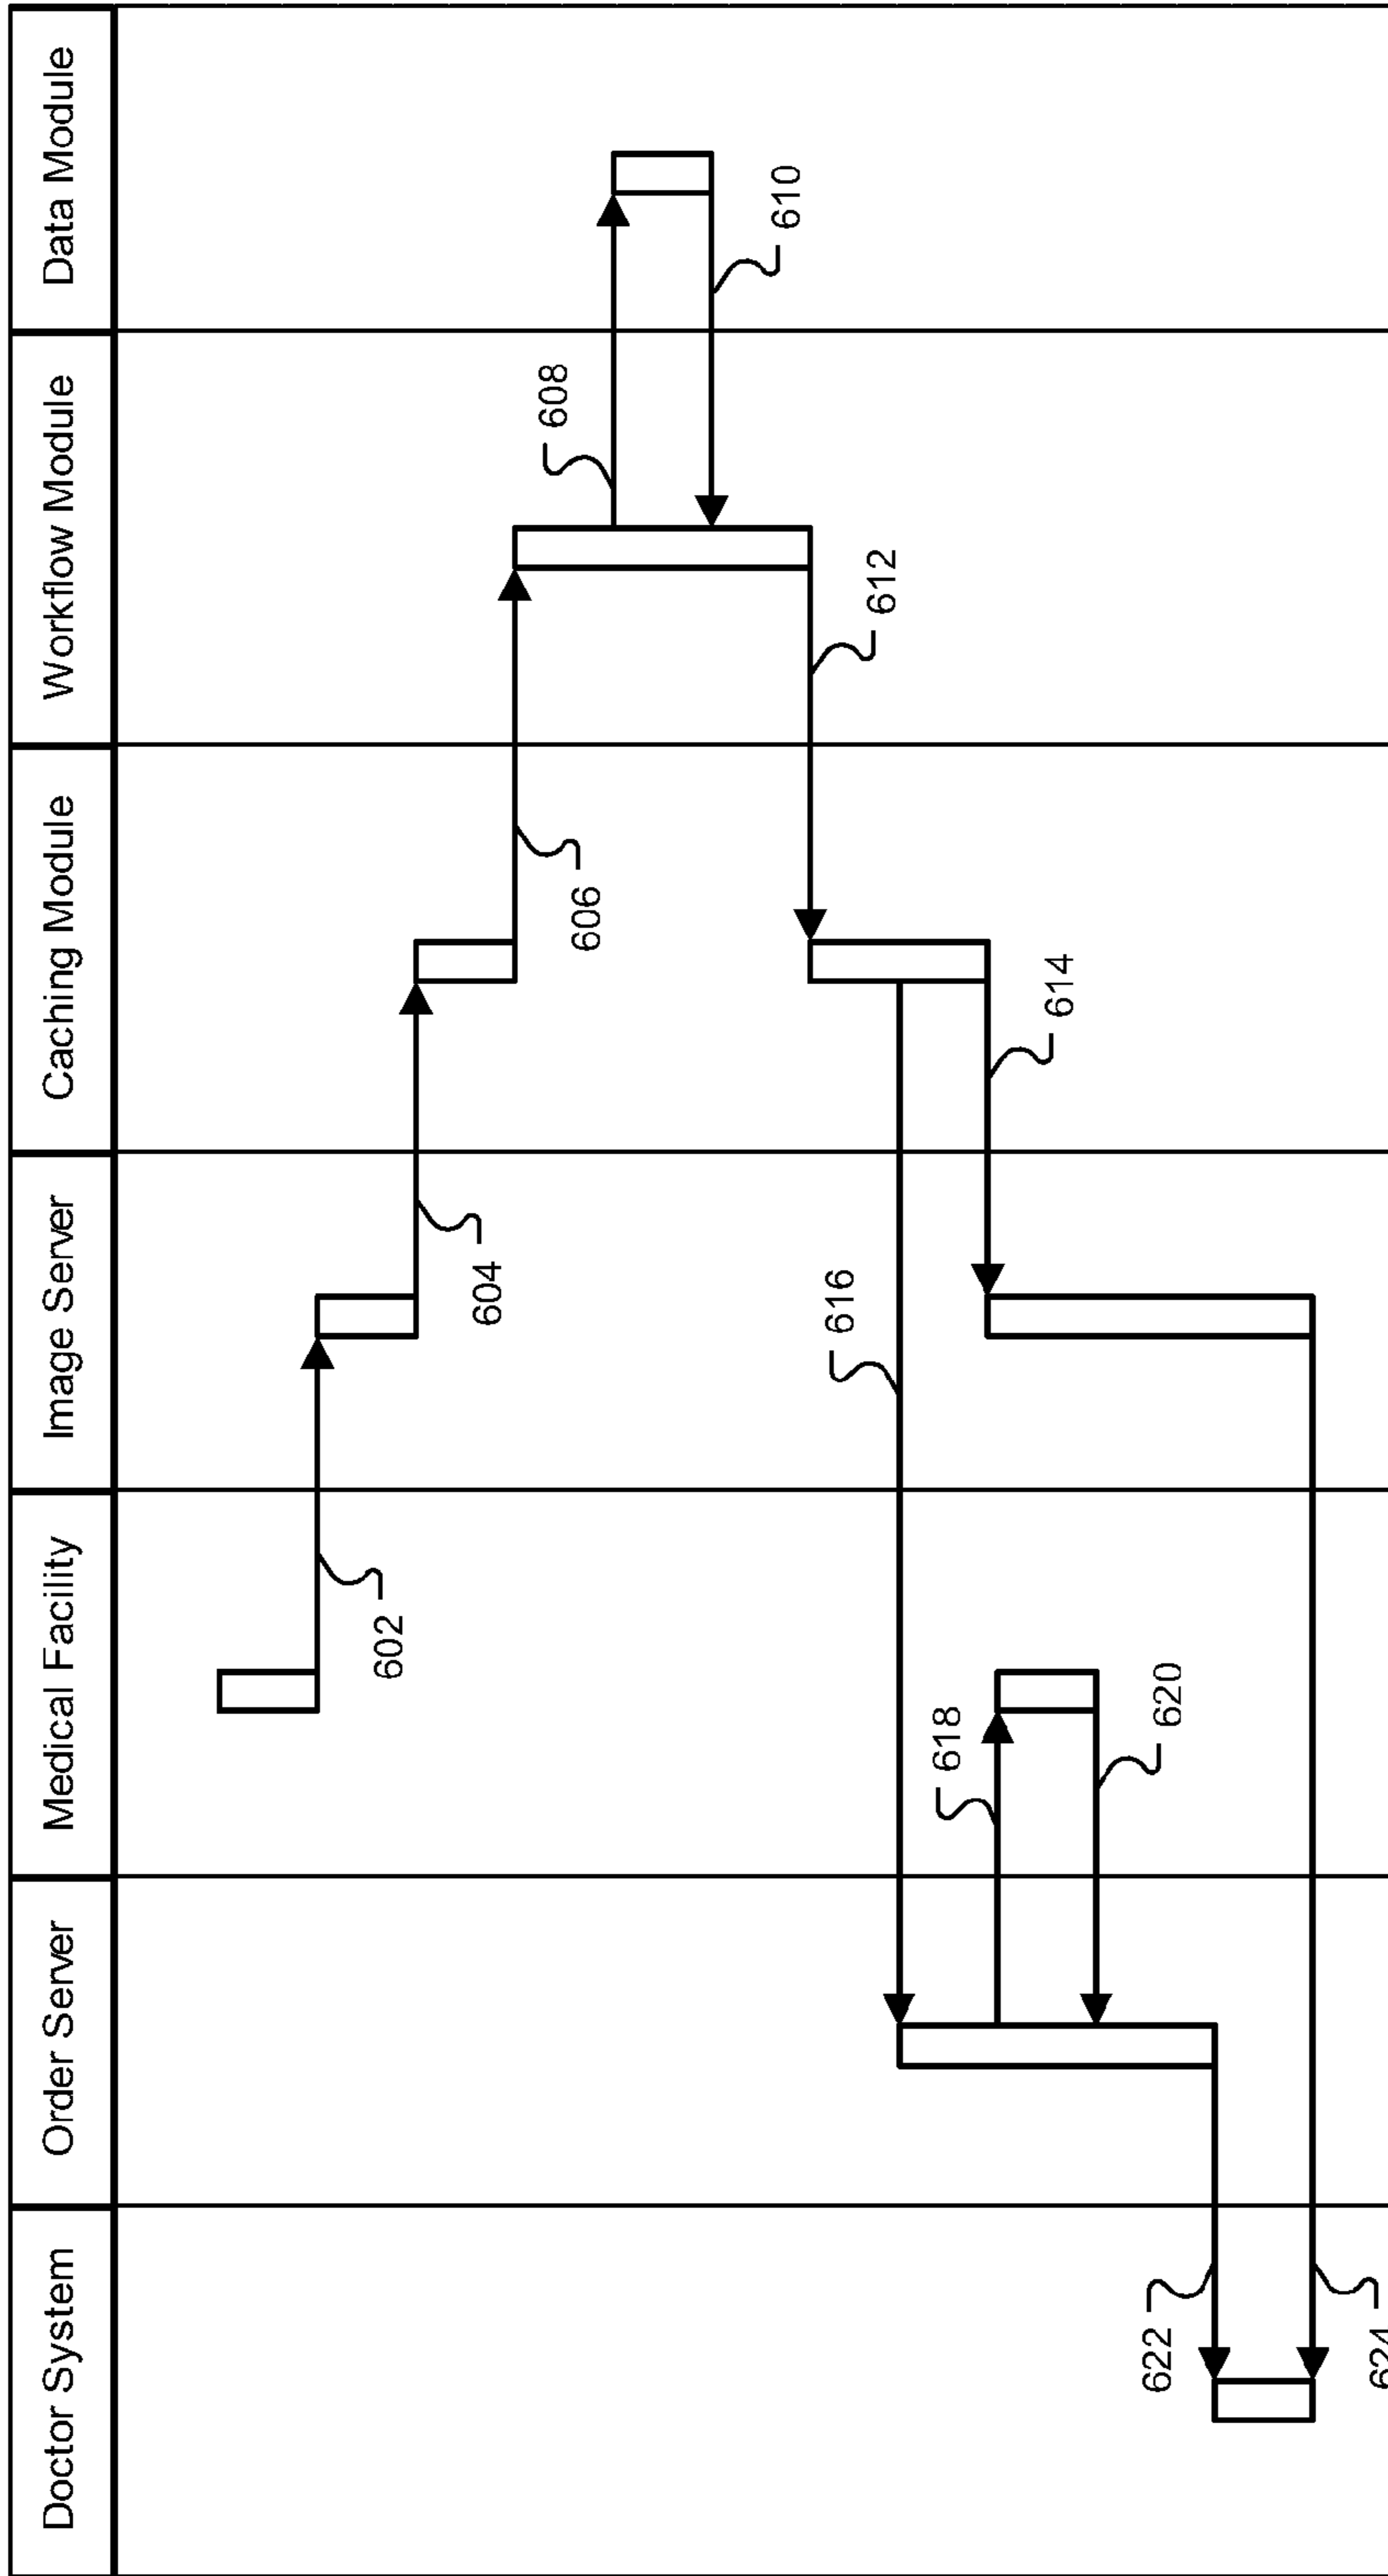 Doctor System
Order Server
Medical Facility
Image Server
Caching Module
Workflow Module
Data Module
602
604
608
606
610
616
612
618
614
622
620
624